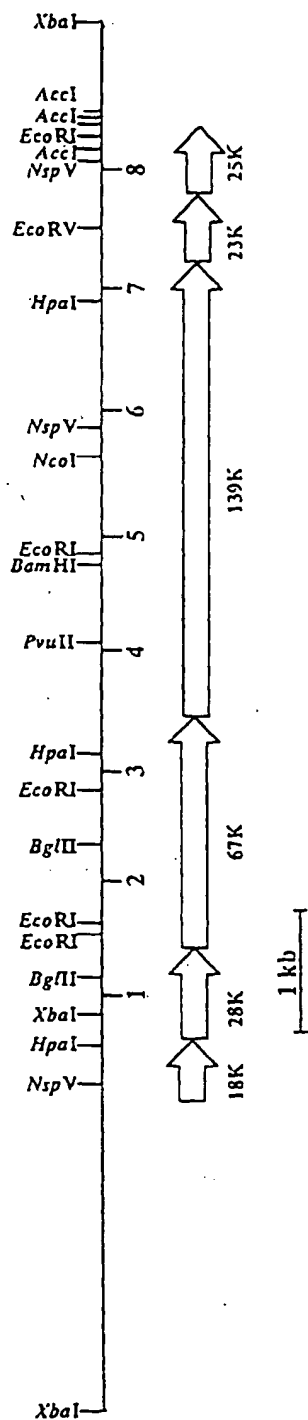 XbaI
AccI
AccI
EcoRI
AccI
NspV
EcoRV
HpaI
NspV
NcoI
EcoRI
BamHI
PvuII
HpaI
EcoRI
BglII
EcoRI
EcoRI
BglII
XbaI
HpaI
NspV
XbaI
8
7
6
5
4
3
2
1
25K
23K
139K
67K
28K
18K
1 kb